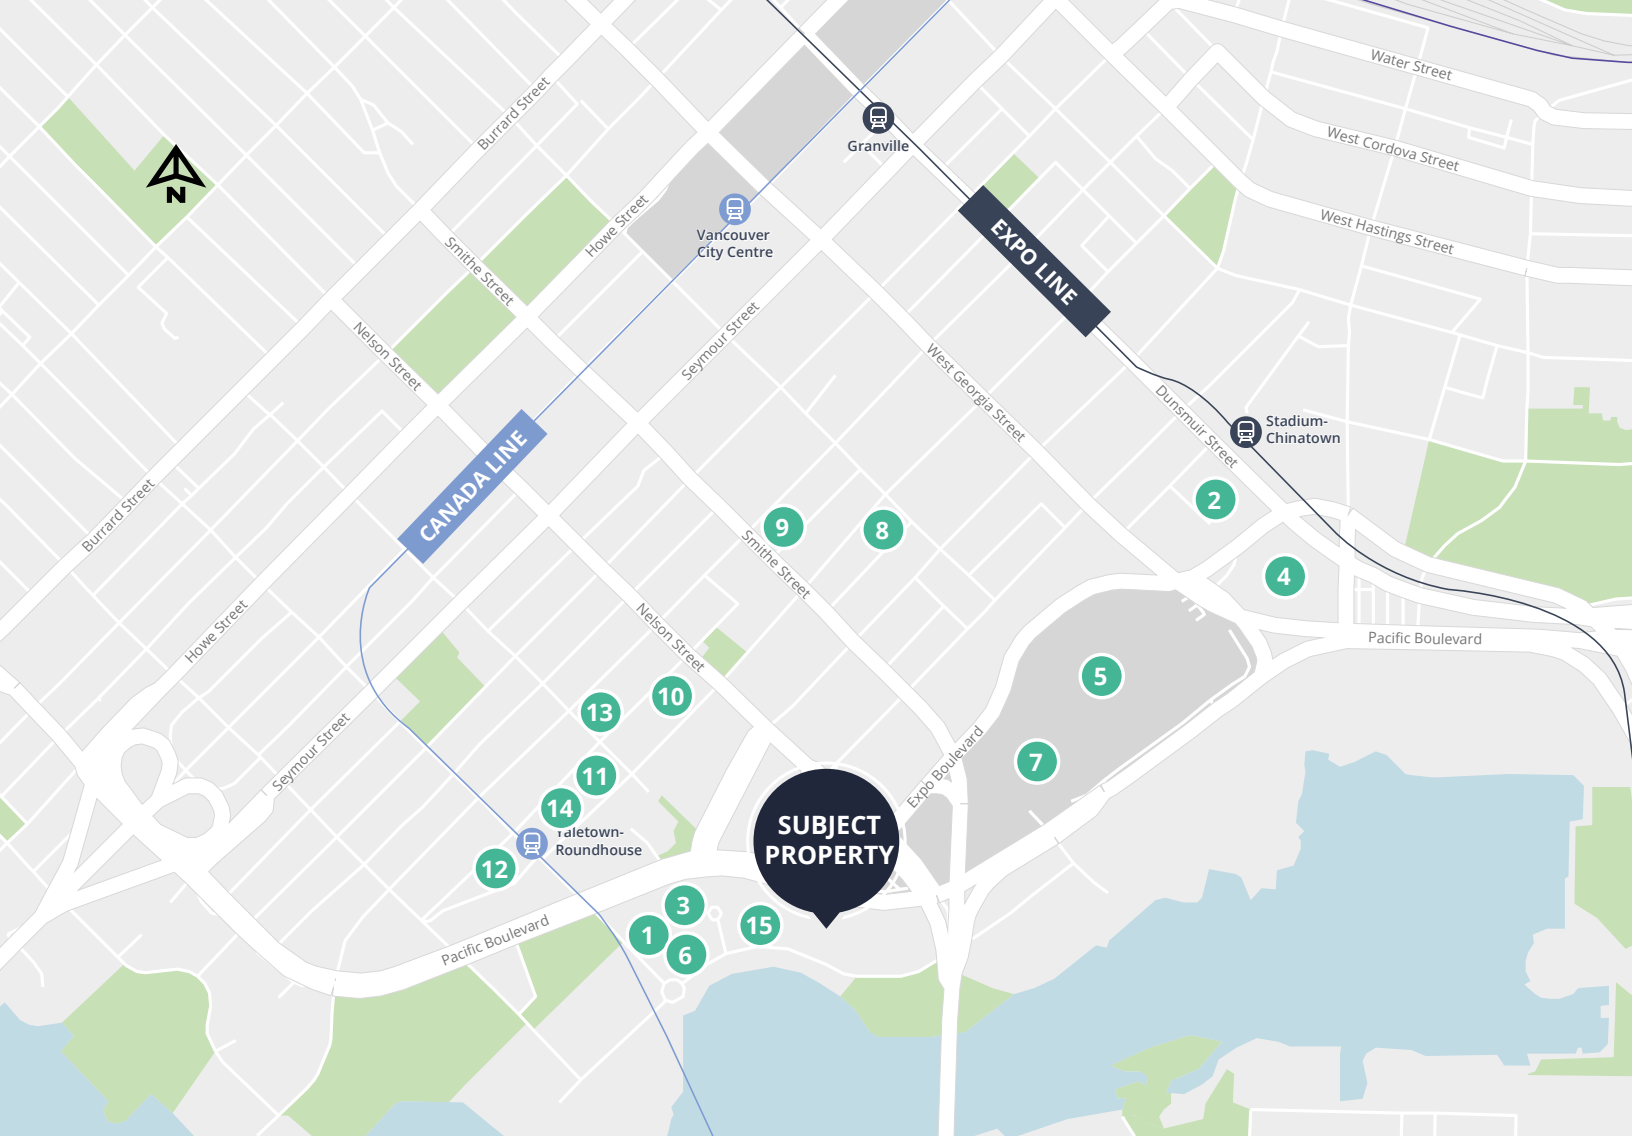 Water Street
Burrard Street
Granville
West Cordova Street
N
Howe Street
Vancouver
City Centre
EXPO LINE
West Hastings Street
Smithe Street
Seymour Street
Nelson Street
West Georgia Street
Dunsmuir Street
Stadium-
Chinatown
CANADA LINE
Burrard Street
2
9
8
Smithe Street
4
Howe Street
Nelson Street
Pacific Boulevard
5
10
13
Seymour Street
Expo Boulevard
7
11
14
Yaletown-
Roundhouse
SUBJECT
PROPERTY
12
3
15
1
6
Pacific Boulevard